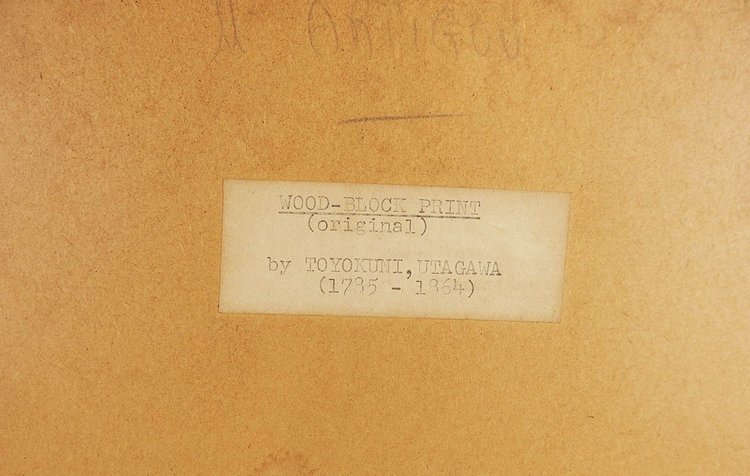 WOOD-BLOCK PRINT
(original)
by TOYOKUNI, UTAGAWA
(1785 - 1864)